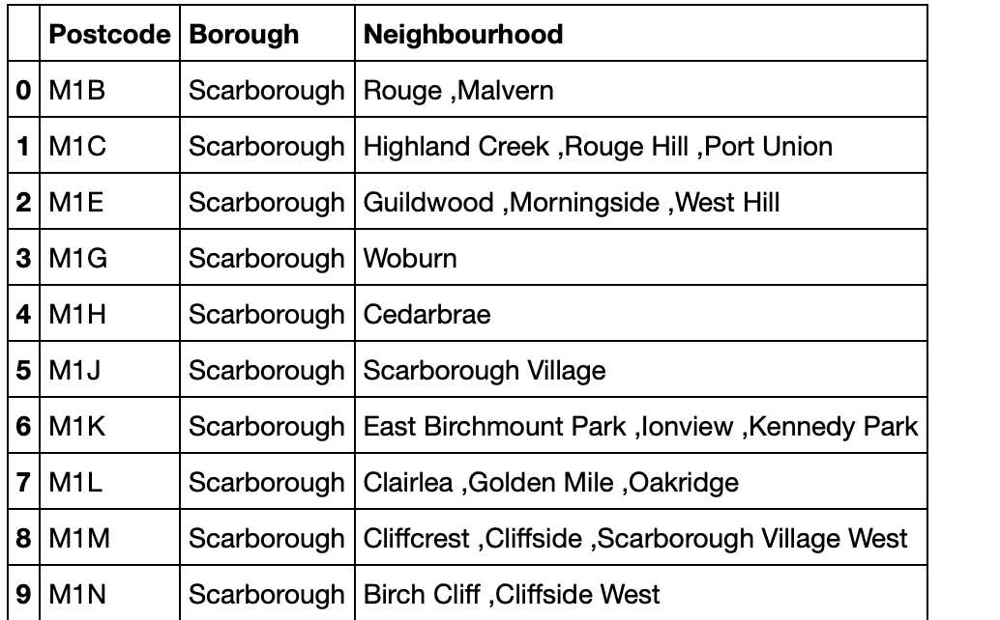 Postcode Borough Neighbourhood
0 M1B Scarborough Rouge ,Malvern
1 M1C Scarborough Highland Creek ,Rouge Hill ,Port Union
2 M1E Scarborough Guildwood ,Morningside ,West Hill
3 M1G Scarborough Woburn
4 M1H Scarborough Cedarbrae
5 M1J Scarborough Scarborough Village
6 M1K Scarborough East Birchmount Park ,Ionview ,Kennedy Park
7 M1L Scarborough Clairlea ,Golden Mile ,Oakridge
8 M1M Scarborough Cliffcrest ,Cliffside ,Scarborough Village West
9 M1N Scarborough Birch Cliff ,Cliffside West